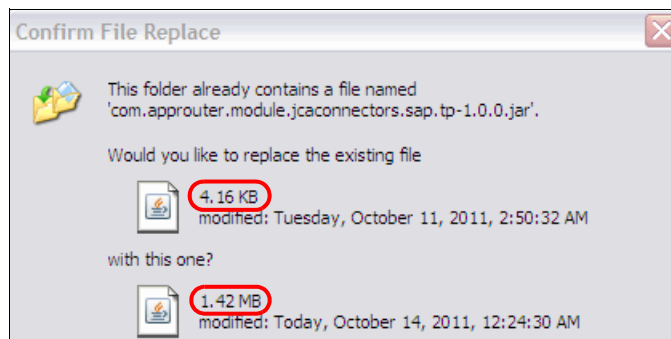 Confirm File Replace
This folder already contains a file named
'com.approuter.module.jcaconnectors.sap.tp-1.0.0.jar'.
Would you like to replace the existing file
4.16 KB
modified: Tuesday, October 11, 2011, 2:50:32 AM
with this one?
1.42 MB
modified: Today, October 14, 2011, 12:24:30 AM